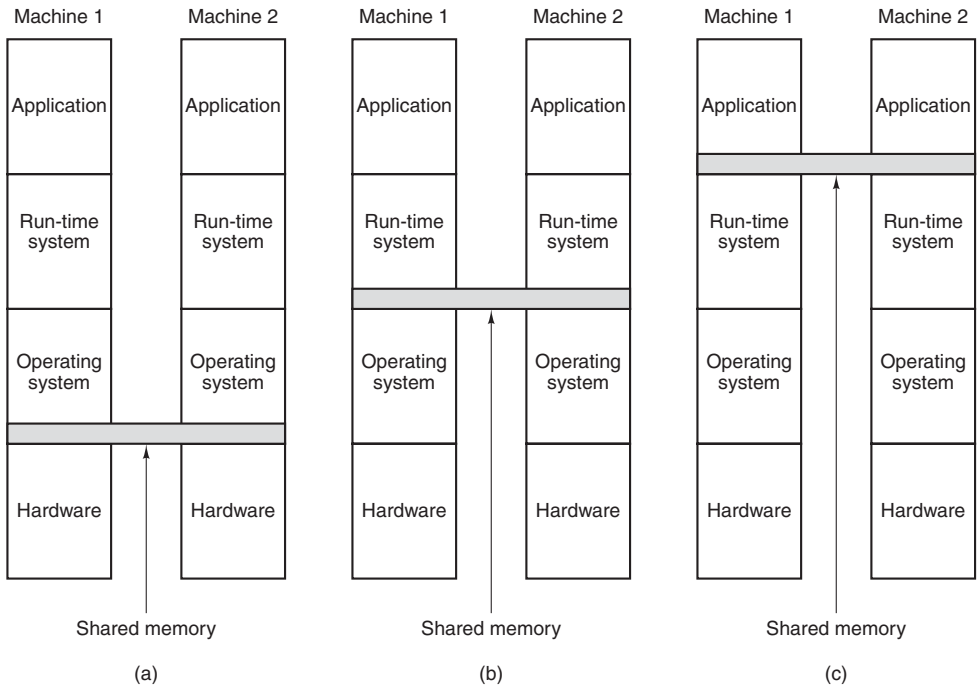 Machine 1
Machine 2
Application
Application
Run-time
system
Run-time
system
Operating
system
Operating
system
Hardware
Hardware
Shared memory
(a)
Machine 1
Machine 2
Application
Application
Run-time
system
Run-time
system
Operating
system
Operating
system
Hardware
Hardware
Shared memory
(b)
Machine 1
Machine 2
Application
Application
Run-time
system
Run-time
system
Operating
system
Operating
system
Hardware
Hardware
Shared memory
(c)